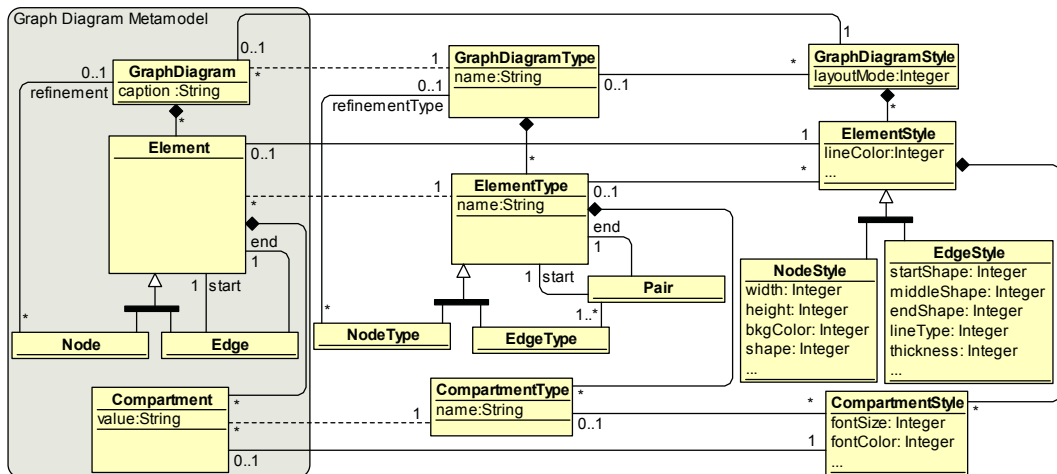 Graph Diagram Metamodel
0..1
1
0..1
GraphDiagram
caption :String
*
1
GraphDiagramType
name:String
*
0..1
GraphDiagramStyle
layoutMode:Integer
refinement
0..1
refinementType
*
*
*
Element
0..1
1
ElementStyle
lineColor:Integer
...
*
1
ElementType
name:String
0..1
*
end
1
1
start
end
1
1
start
Pair
1..*
NodeStyle
width: Integer
height: Integer
bkgColor: Integer
shape: Integer
...
EdgeStyle
startShape: Integer
middleShape: Integer
endShape: Integer
lineType: Integer
thickness: Integer
...
*
Node
Edge
*
NodeType
EdgeType
Compartment
value:String
*
*
0..1
1
CompartmentType
name:String
*
0..1
*
1
CompartmentStyle
fontSize: Integer
fontColor: Integer
...
*